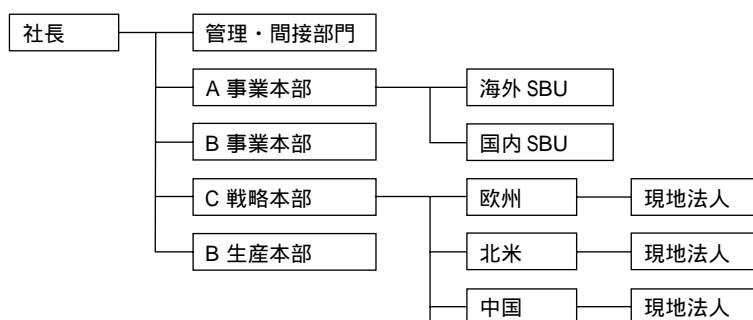 社長
管理・間接部門
A 事業本部
海外 SBU
国内 SBU
B 事業本部
C 戦略本部
欧州
現地法人
北米
現地法人
中国
現地法人
B 生産本部